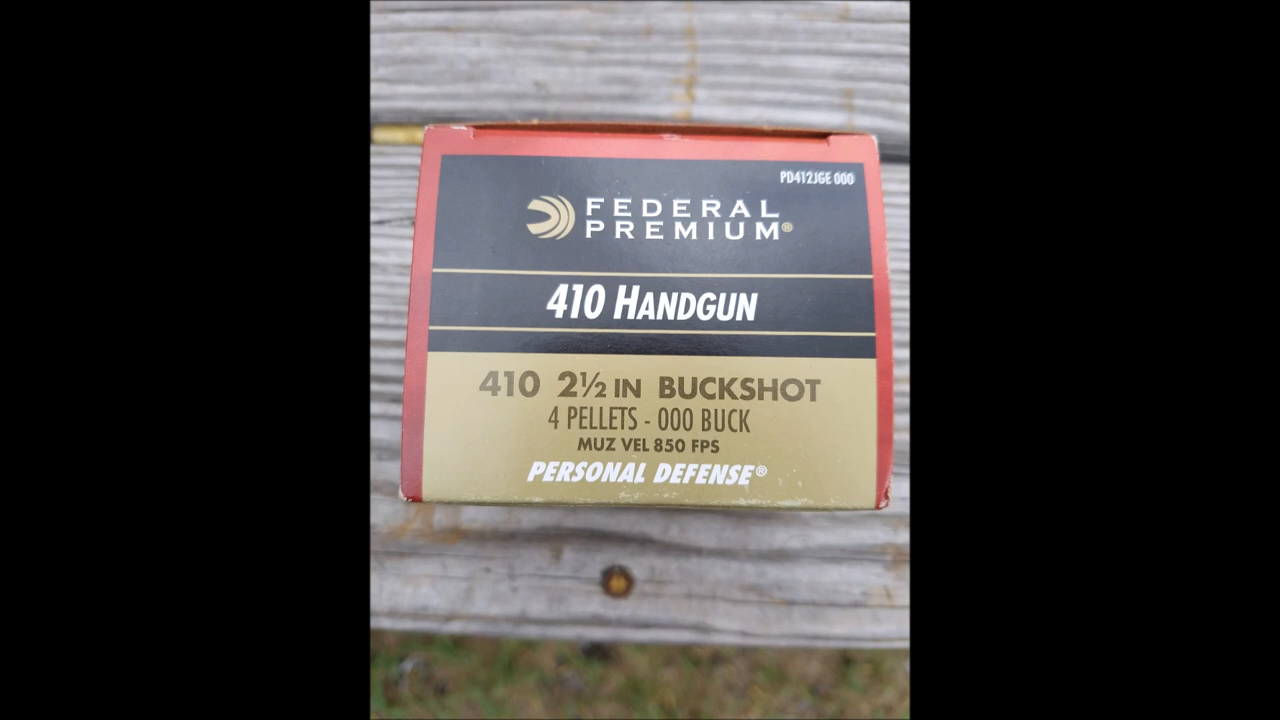 PD412JGE 000
FEDERAL
PREMIUM®
410 HANDGUN
410 2½ IN BUCKSHOT
4 PELLETS - 000 BUCK
MUZ VEL 850 FPS
PERSONAL DEFENSE®